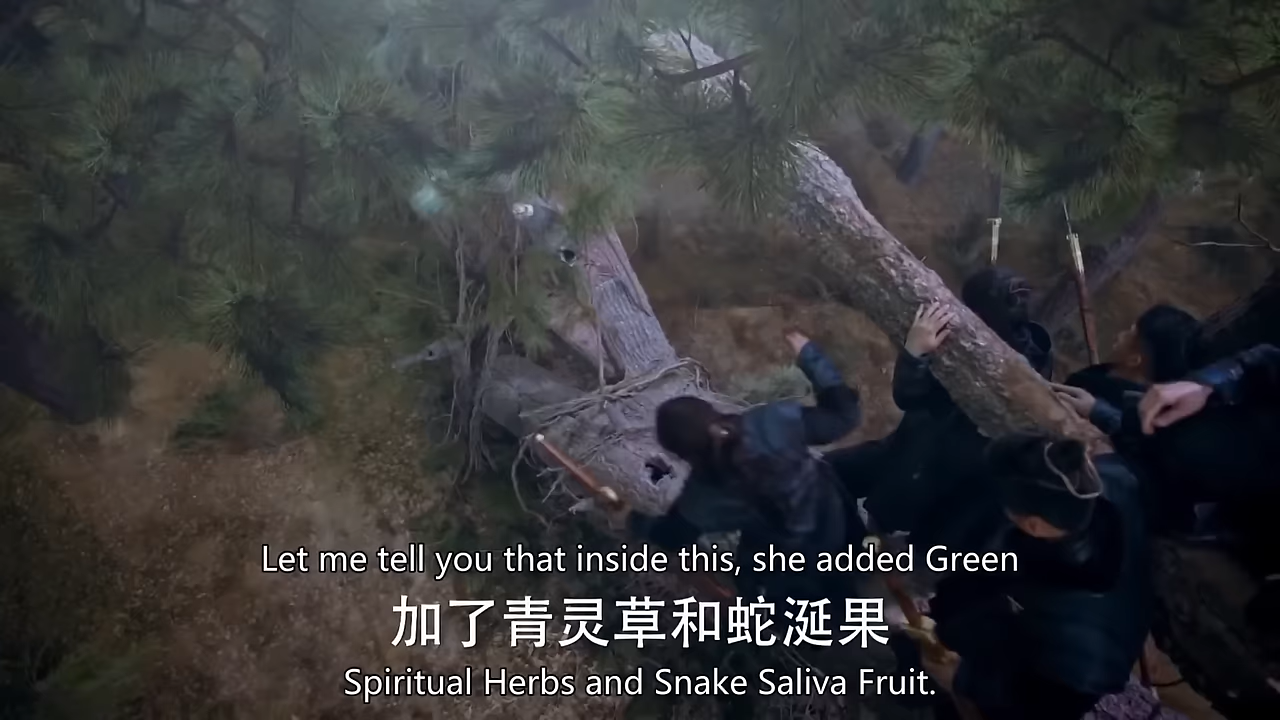 Let me tell you that inside this, she added Green
加了青灵草和蛇涎果
Spiritual Herbs and Snake Saliva Fruit.